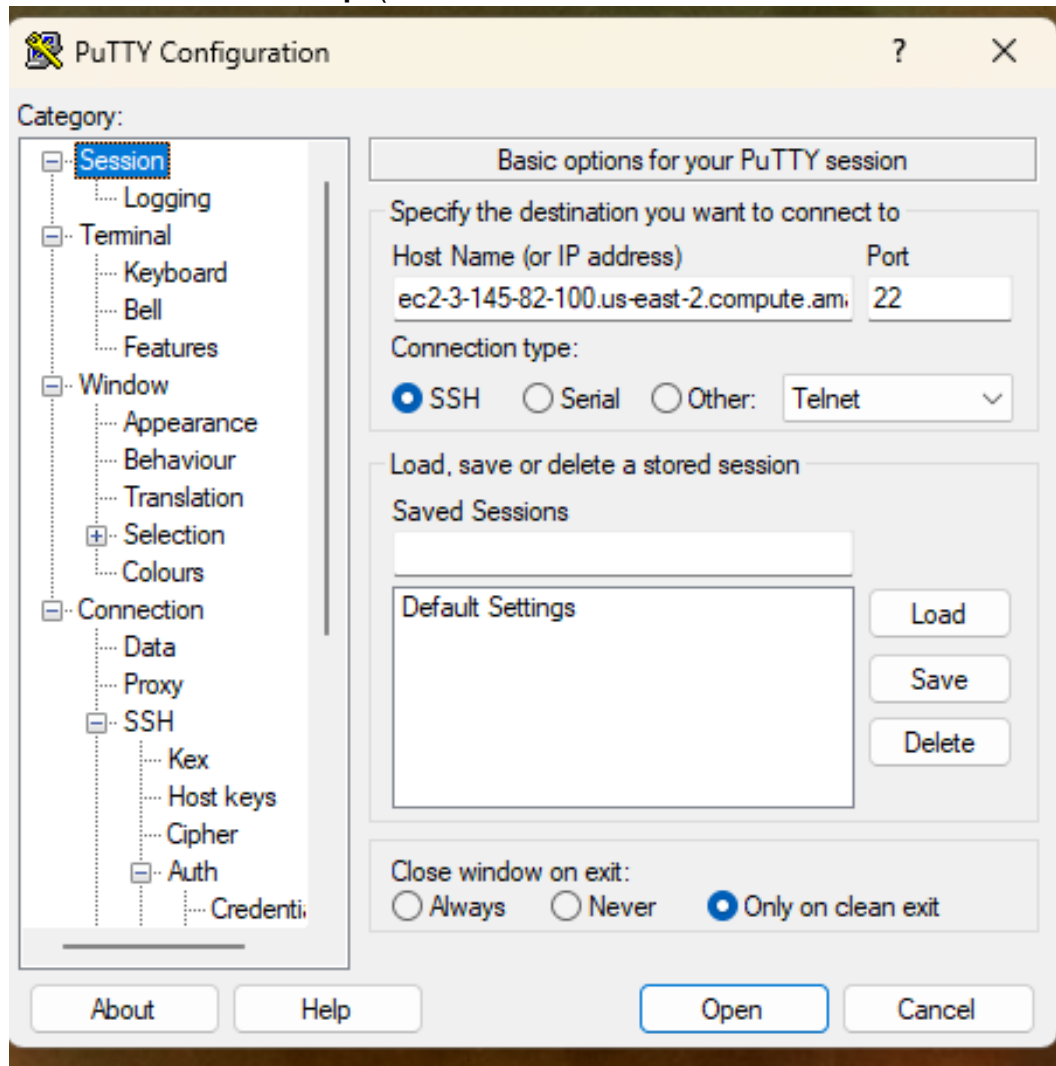 PuTTY Configuration ? ×
Category:
Session
Logging
Terminal
Keyboard
Bell
Features
Window
Appearance
Behaviour
Translation
Selection
Colours
Connection
Data
Proxy
SSH
Kex
Host keys
Cipher
Auth
Credenti
Basic options for your PuTTY session
Specify the destination you want to connect to
Host Name (or IP address) Port
ec2-3-145-82-100.us-east-2.compute.ama 22
Connection type:
SSH Serial Other: Telnet
Load, save or delete a stored session
Saved Sessions
Default Settings
Load
Save
Delete
Close window on exit:
Always Never Only on clean exit
About Help Open Cancel